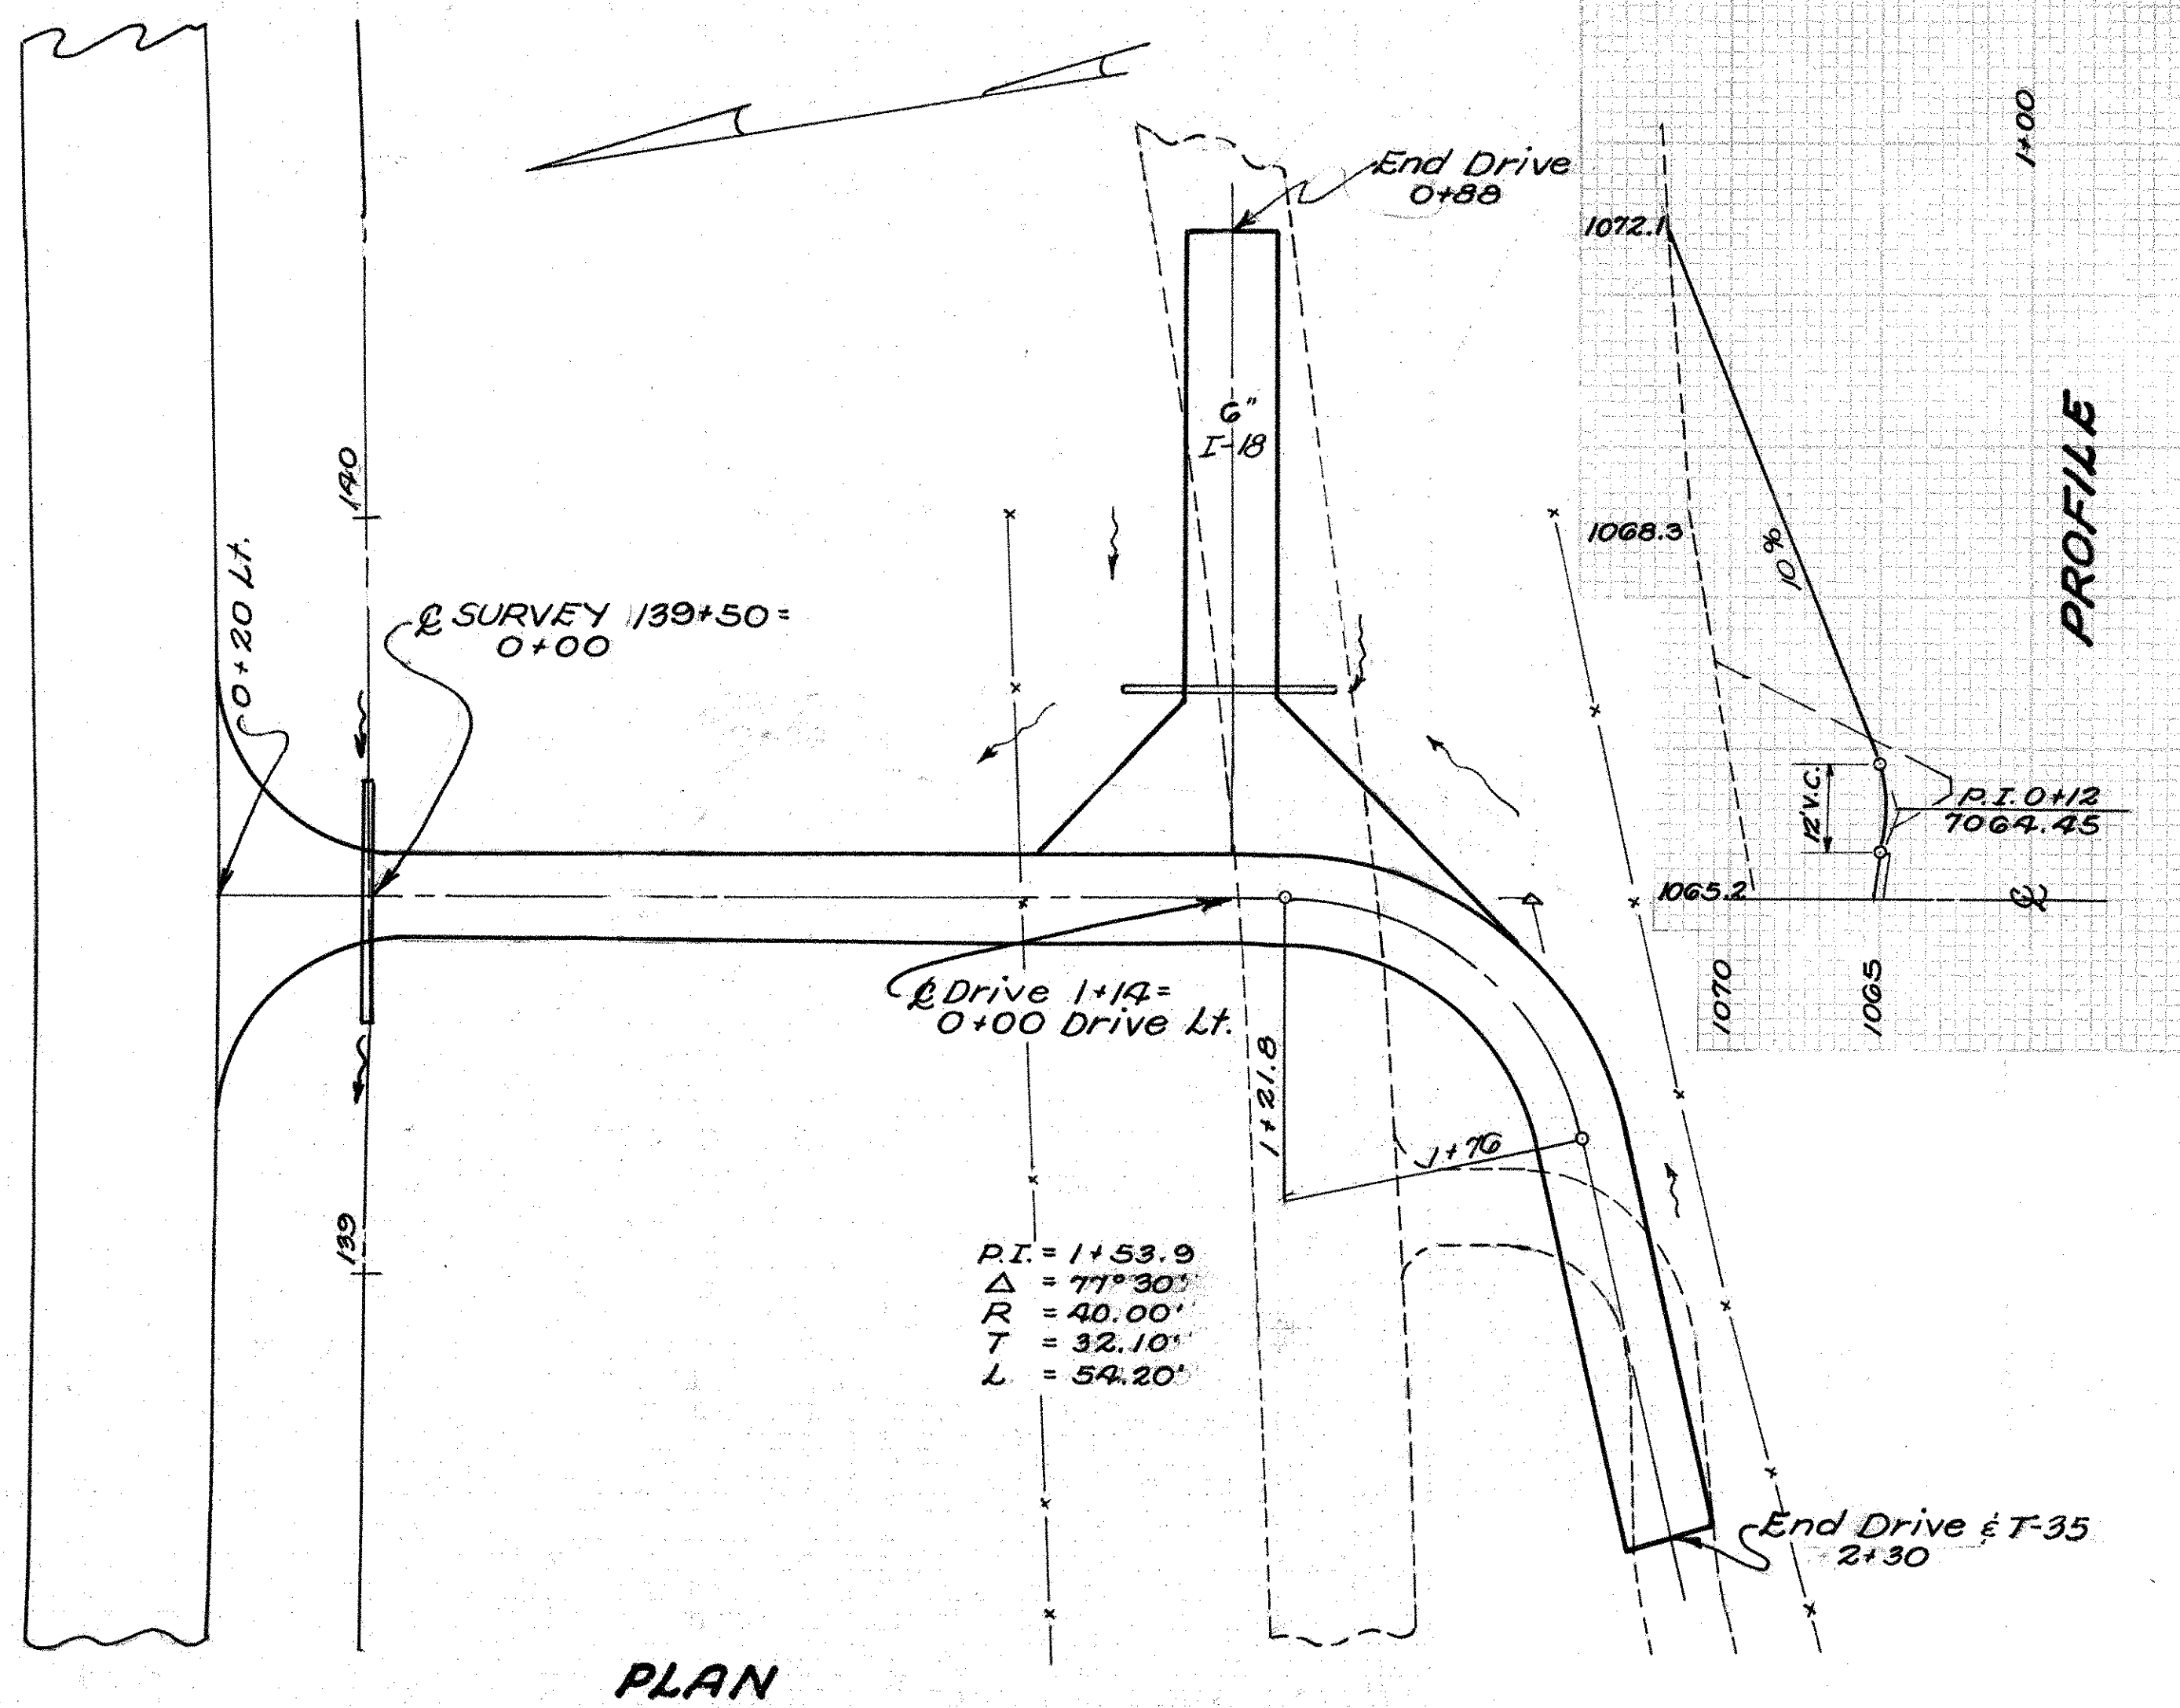 End Drive
0+88
1+00
1072.1
6"
I-18
140
1068.3
10 %
PROFILE
0+20 Lt.
℄ SURVEY 139+50 =
0+00
12' V.C.
P.I. 0+12
7064.45
1065.2
℄
1070
1065
℄ Drive 1+14 =
0+00 Drive Lt.
1+21.8
1+76
139
P.I. = 1+53.9
Δ = 77°30'
R = 40.00'
T = 32.10'
L = 54.20'
End Drive & T-35
2+30
PLAN